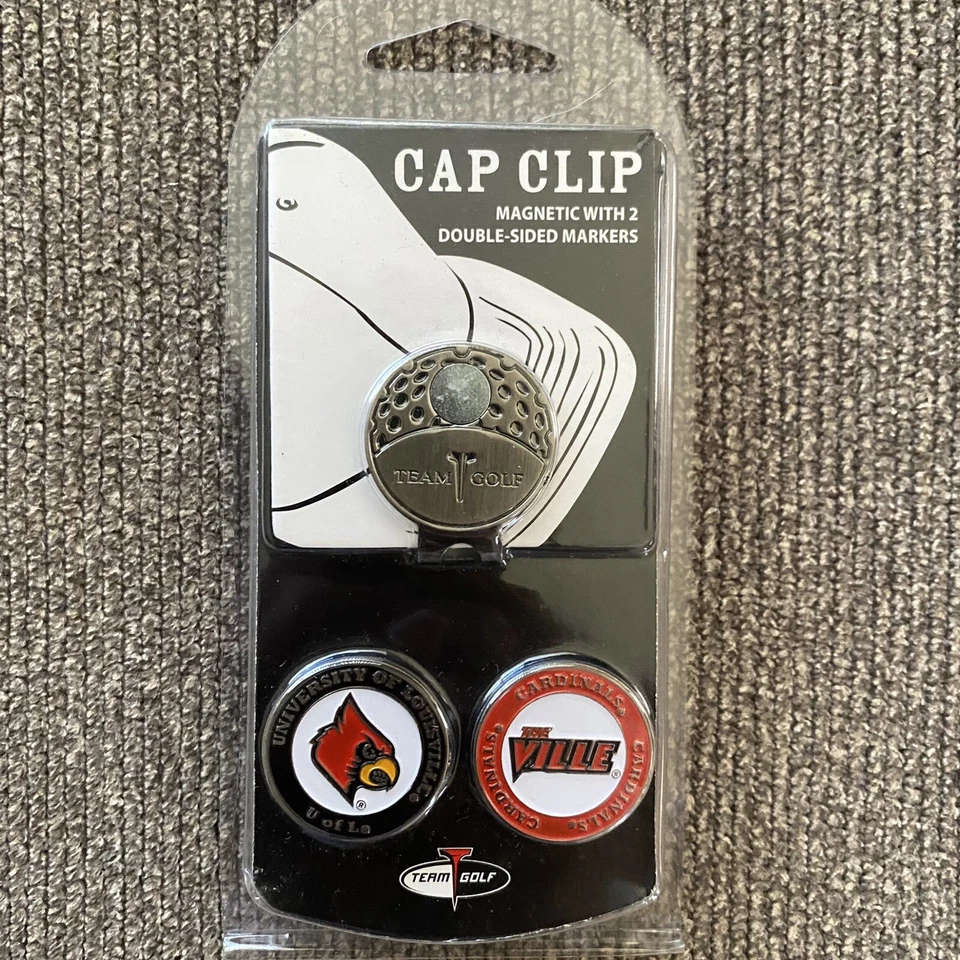 CAP CLIP
MAGNETIC WITH 2
DOUBLE-SIDED MARKERS
TEAM GOLF
UNIVERSITY OF LOUISVILLE®
®
U of L®
CARDINALS®
CARDINALS®
CARDINALS®
THE
VILLE®
TEAM GOLF